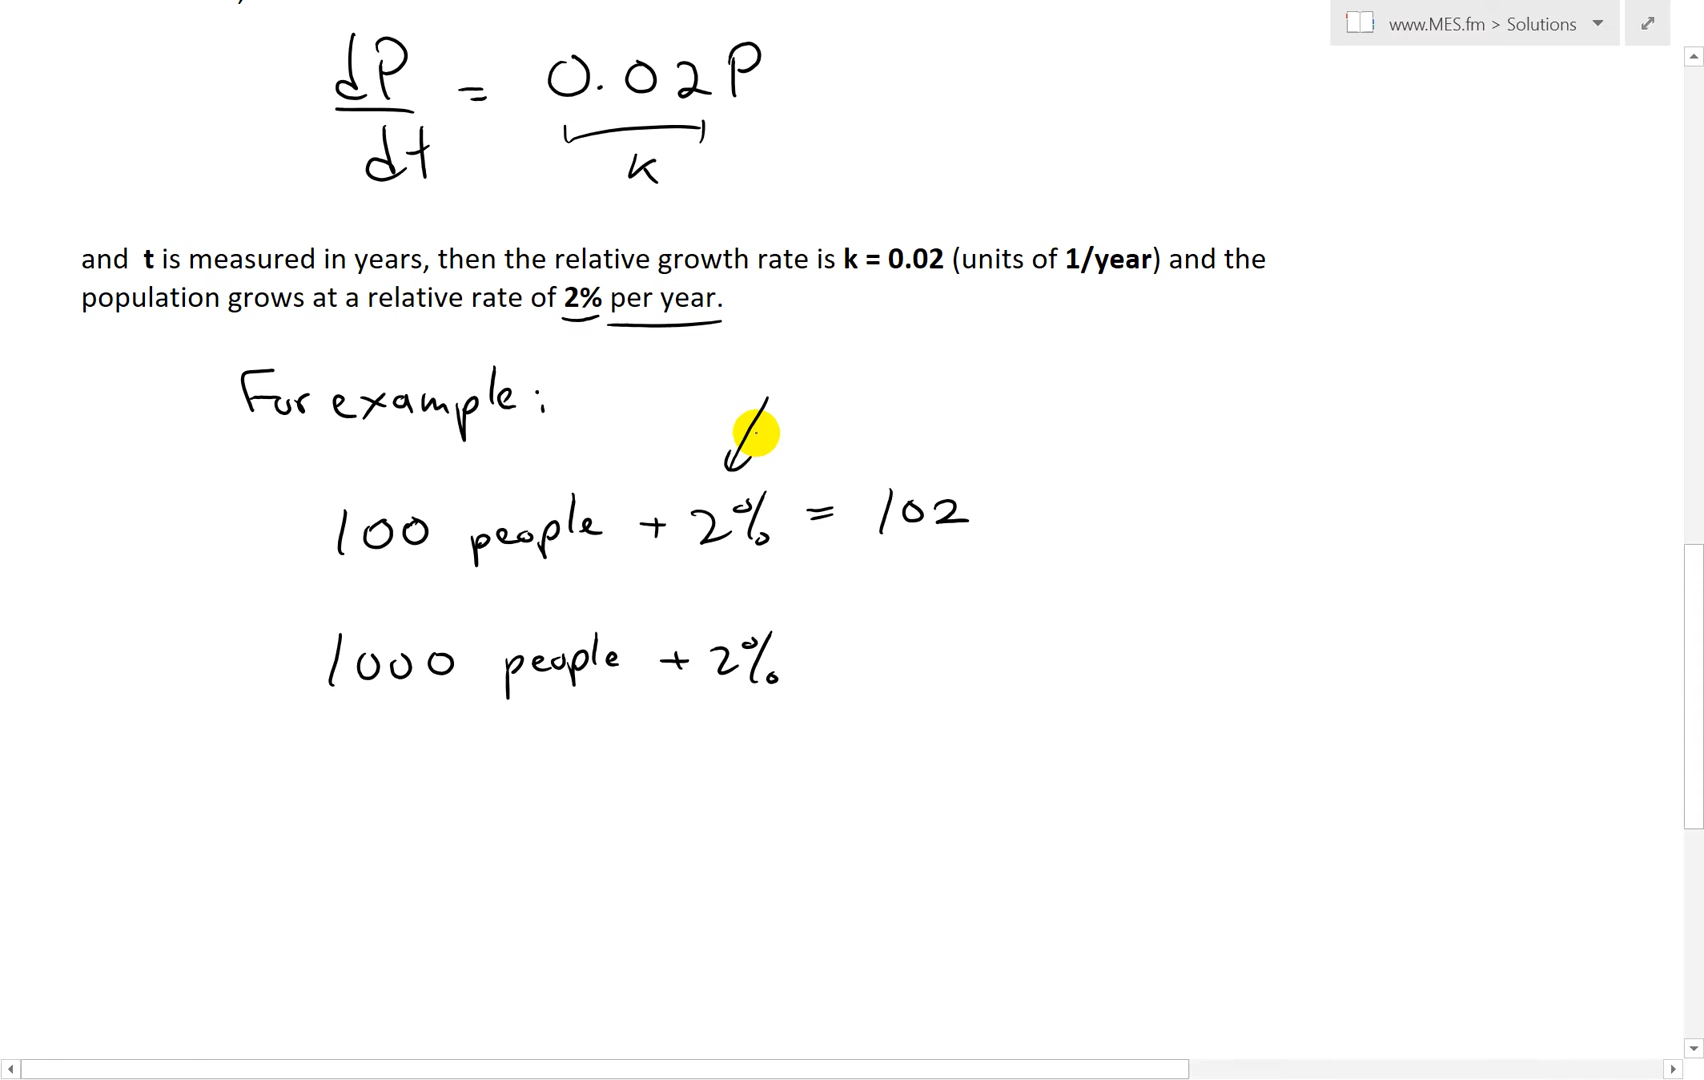 www.MES.fm > Solutions
dP/dt = 0.02P
k
and t is measured in years, then the relative growth rate is k = 0.02 (units of 1/year) and the
population grows at a relative rate of 2% per year.
For example:
100 people + 2% = 102
1000 people + 2%